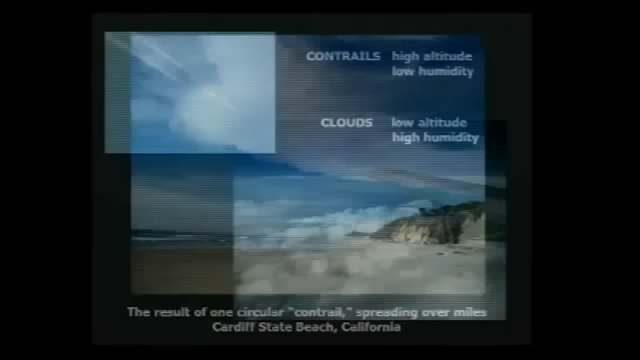 CONTRAILS high altitude
low humidity
CLOUDS low altitude
high humidity
The result of one circular "contrail," spreading over miles
Cardiff State Beach, California